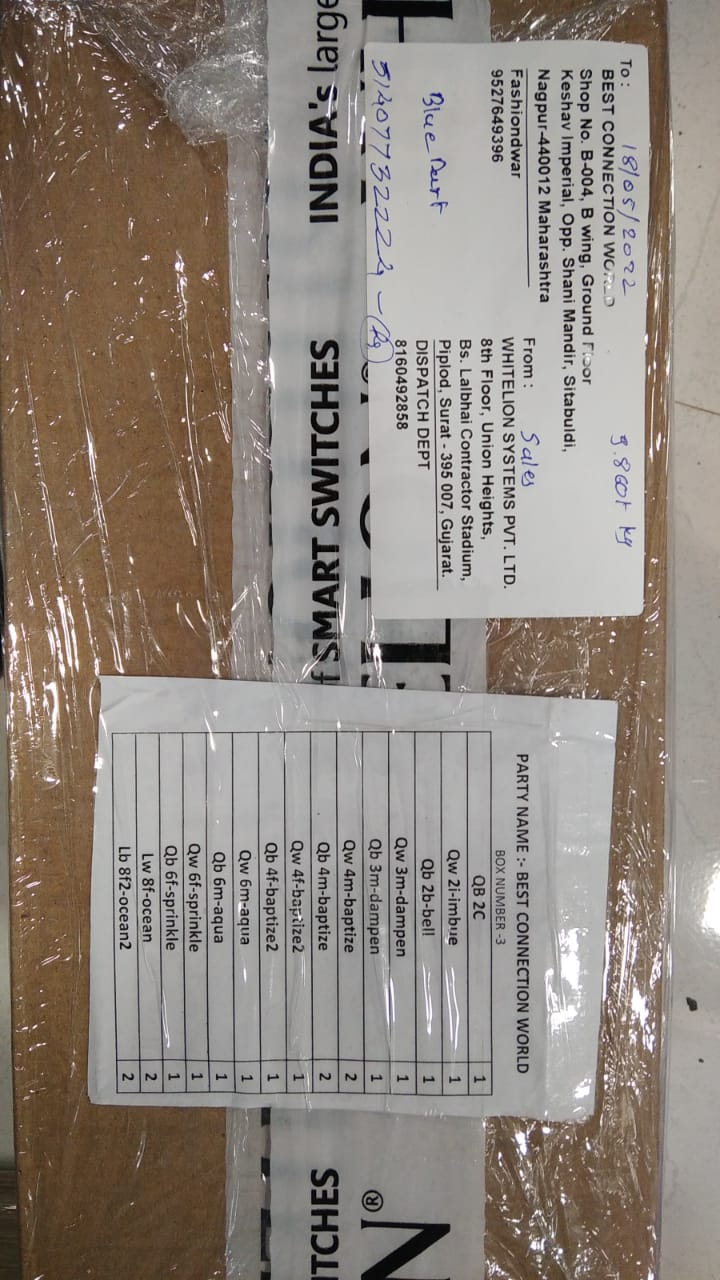 To :
18/05/2022
9.860+ kg
BEST CONNECTION WORLD
Shop No. B-004, B wing, Ground Floor
Keshav Imperial, Opp. Shani Mandir, Sitabuldi,
Nagpur-440012 Maharashtra
Fashiondwar
9527649396
Blue Dart
From :
Sales
WHITELION SYSTEMS PVT. LTD.
8th Floor, Union Heights,
Bs. Lalbhai Contractor Stadium,
Piplod, Surat - 395 007, Gujarat.
DISPATCH DEPT
8160492858
INDIA's large
SMART SWITCHES
PARTY NAME :- BEST CONNECTION WORLD
BOX NUMBER -3
QB 2C 1
Qw 2i-imbue 1
Qb 2b-bell 1
Qw 3m-dampen 1
Qb 3m-dampen 1
Qw 4m-baptize 2
Qb 4m-baptize 2
Qw 4f-baptize2 1
Qb 4f-baptize2 1
Qw 6m-aqua 1
Qb 6m-aqua 1
Qw 6f-sprinkle 1
Qb 6f-sprinkle 1
Lw 8f-ocean 2
Lb 8f2-ocean2 2
N®
TCHES